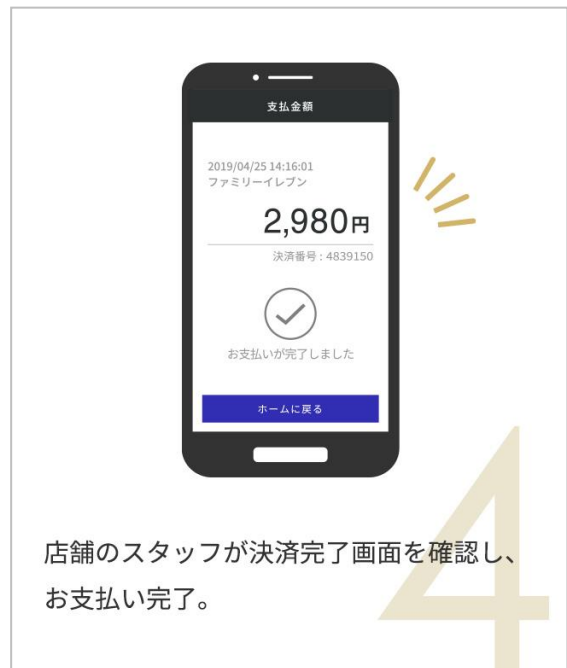 支払金額
2019/04/25 14:16:01
ファミリーイレブン
2,980円
決済番号 : 4839150
お支払いが完了しました
ホームに戻る
4
店舗のスタッフが決済完了画面を確認し、
お支払い完了。